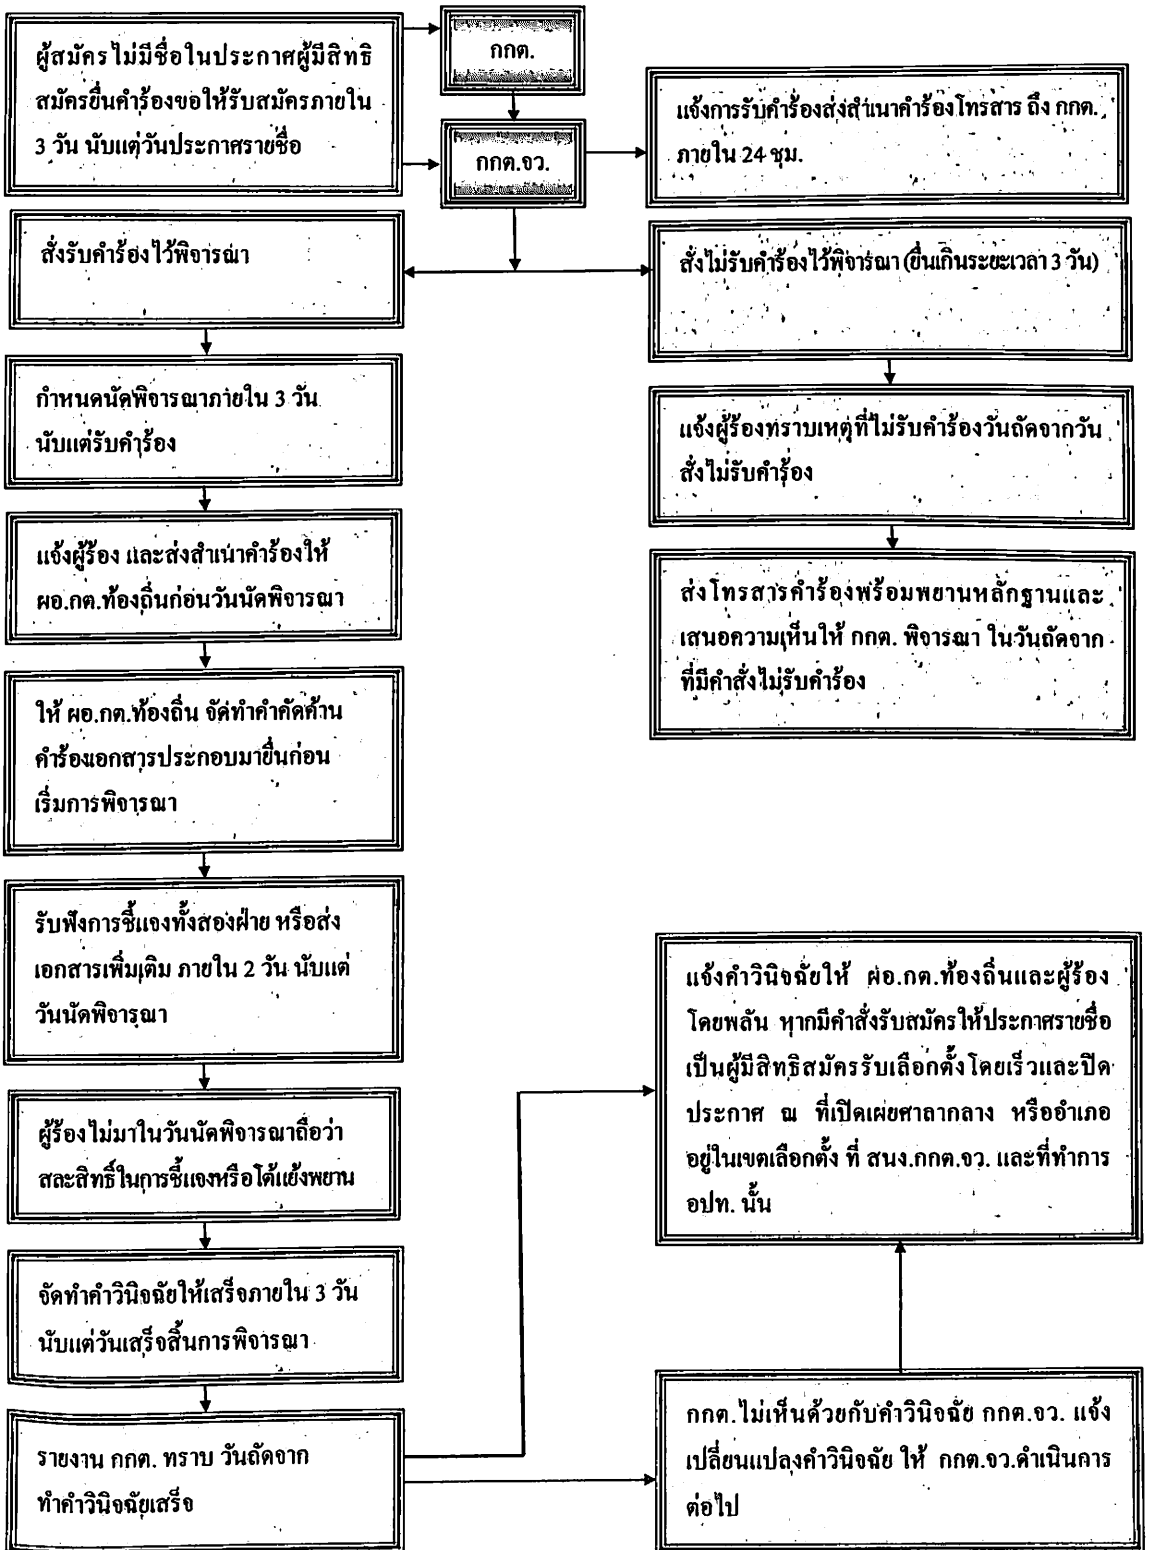 ผู้สมัครไม่มีชื่อในประกาศผู้มีสิทธิ
สมัครยื่นคำร้องขอให้รับสมัครภายใน
3 วัน นับแต่วันประกาศรายชื่อ
กกต.
กกต.จว.
แจ้งการรับคำร้องส่งสำเนาคำร้องโทรสาร ถึง กกต.
ภายใน 24 ชม.
สั่งรับคำร้องไว้พิจารณา
สั่งไม่รับคำร้องไว้พิจารณา (ยื่นเกินระยะเวลา 3 วัน)
กำหนดนัดพิจารณาภายใน 3 วัน
นับแต่รับคำร้อง
แจ้งผู้ร้องทราบเหตุที่ไม่รับคำร้องวันถัดจากวัน
สั่งไม่รับคำร้อง
แจ้งผู้ร้อง และส่งสำเนาคำร้องให้
ผอ.กต.ท้องถิ่นก่อนวันนัดพิจารณา
ส่งโทรสารคำร้องพร้อมพยานหลักฐานและ
เสนอความเห็นให้ กกต. พิจารณา ในวันถัดจาก
ที่มีคำสั่งไม่รับคำร้อง
ให้ ผอ.กต.ท้องถิ่น จัดทำคำคัดค้าน
คำร้องเอกสารประกอบมายื่นก่อน
เริ่มการพิจารณา
รับฟังการชี้แจงทั้งสองฝ่าย หรือส่ง
เอกสารเพิ่มเติม ภายใน 2 วัน นับแต่
วันนัดพิจารณา
ผู้ร้องไม่มาในวันนัดพิจารณาถือว่า
สละสิทธิ์ในการชี้แจงหรือโต้แย้งพยาน
จัดทำคำวินิจฉัยให้เสร็จภายใน 3 วัน
นับแต่วันเสร็จสิ้นการพิจารณา
รายงาน กกต. ทราบ วันถัดจาก
ทำคำวินิจฉัยเสร็จ
แจ้งคำวินิจฉัยให้ ผอ.กต.ท้องถิ่นและผู้ร้อง
โดยพลัน หากมีคำสั่งรับสมัครให้ประกาศรายชื่อ
เป็นผู้มีสิทธิสมัครรับเลือกตั้งโดยเร็วและปิด
ประกาศ ณ ที่เปิดเผยศาลากลาง หรืออำเภอ
อยู่ในเขตเลือกตั้ง ที่ สนง.กกต.จว. และที่ทำการ
อปท. นั้น
กกต.ไม่เห็นด้วยกับคำวินิจฉัย กกต.จว. แจ้ง
เปลี่ยนแปลงคำวินิจฉัย ให้ กกต.จว.ดำเนินการ
ต่อไป